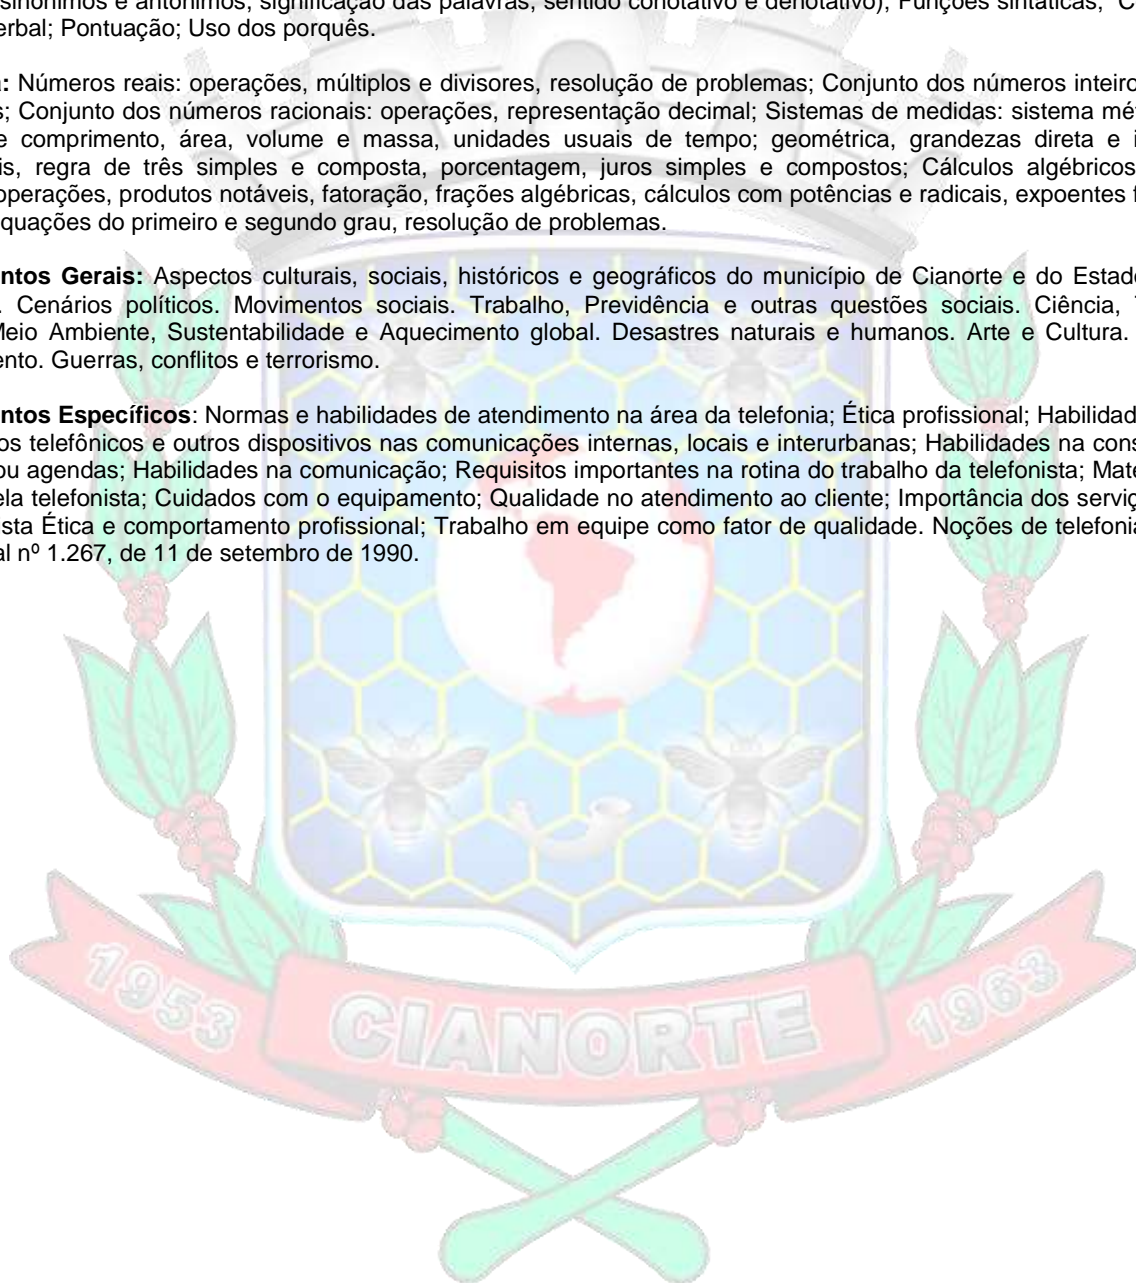 sinônimos e antônimos, significação das palavras, sentido conotativo e denotativo); Funções sintáticas; C
erbal; Pontuação; Uso dos porquês.
a: Números reais: operações, múltiplos e divisores, resolução de problemas; Conjunto dos números inteiro
s; Conjunto dos números racionais: operações, representação decimal; Sistemas de medidas: sistema mé
e comprimento, área, volume e massa, unidades usuais de tempo; geométrica, grandezas direta e i
is, regra de três simples e composta, porcentagem, juros simples e compostos; Cálculos algébricos
operações, produtos notáveis, fatoração, frações algébricas, cálculos com potências e radicais, expoentes f
quações do primeiro e segundo grau, resolução de problemas.
ntos Gerais: Aspectos culturais, sociais, históricos e geográficos do município de Cianorte e do Estado
. Cenários políticos. Movimentos sociais. Trabalho, Previdência e outras questões sociais. Ciência, T
Meio Ambiente, Sustentabilidade e Aquecimento global. Desastres naturais e humanos. Arte e Cultura.
ento. Guerras, conflitos e terrorismo.
ntos Específicos: Normas e habilidades de atendimento na área da telefonia; Ética profissional; Habilidad
os telefônicos e outros dispositivos nas comunicações internas, locais e interurbanas; Habilidades na cons
ou agendas; Habilidades na comunicação; Requisitos importantes na rotina do trabalho da telefonista; Mate
ela telefonista; Cuidados com o equipamento; Qualidade no atendimento ao cliente; Importância dos serviç
sta Ética e comportamento profissional; Trabalho em equipe como fator de qualidade. Noções de telefonia
al nº 1.267, de 11 de setembro de 1990.
1953 CIANORTE 1963